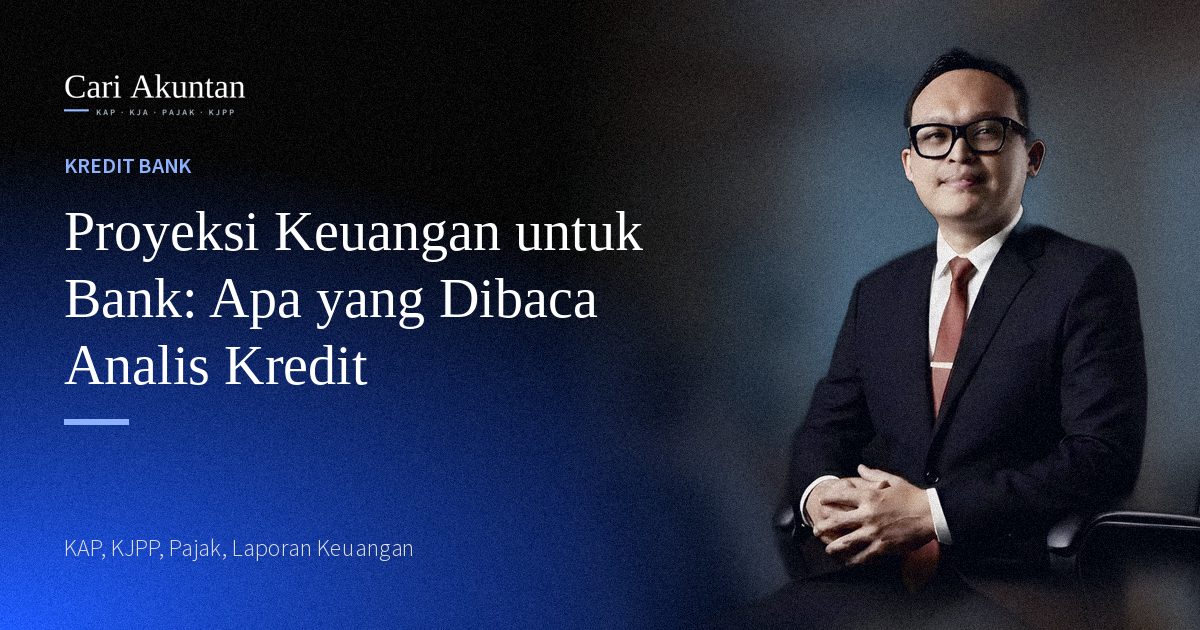 Cari Akuntan
KAP · KJA · PAJAK · KJPP
KREDIT BANK
Proyeksi Keuangan untuk
Bank: Apa yang Dibaca
Analis Kredit
KAP, KJPP, Pajak, Laporan Keuangan